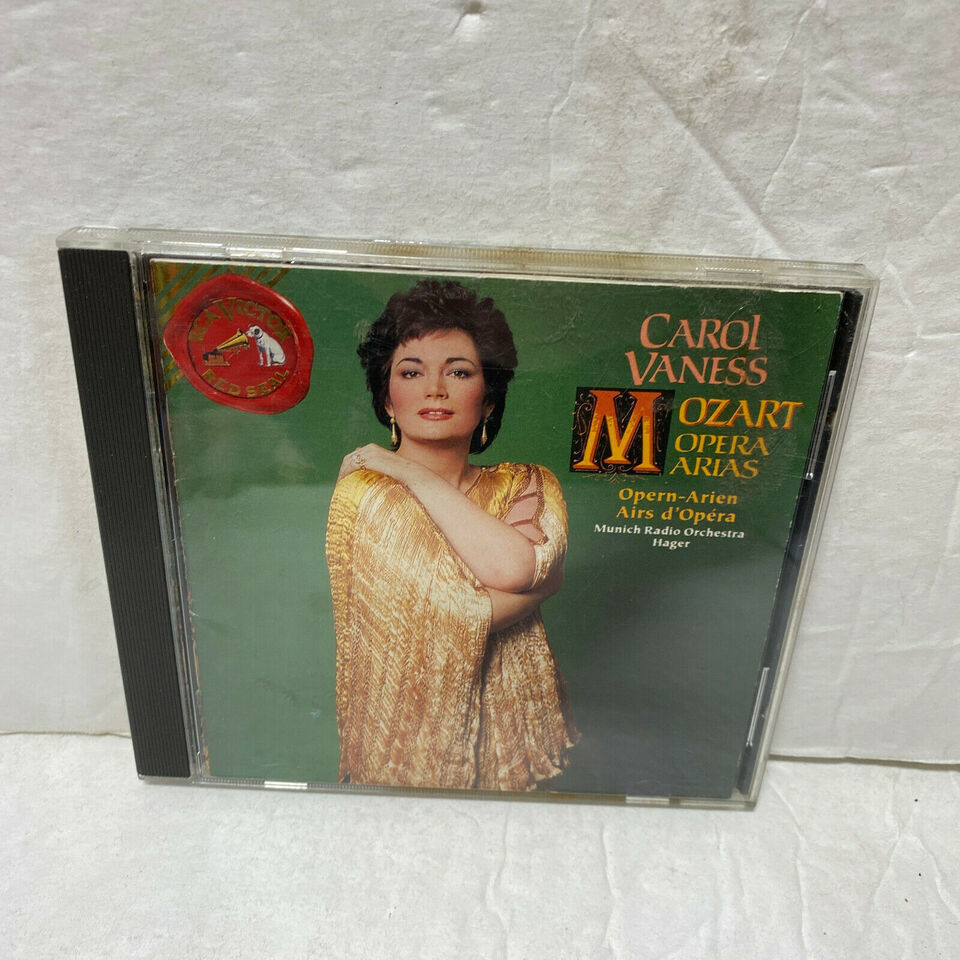 RCA VICTOR
RED SEAL
CAROL
VANESS
MOZART
OPERA
ARIAS
Opern-Arien
Airs d'Opéra
Munich Radio Orchestra
Hager